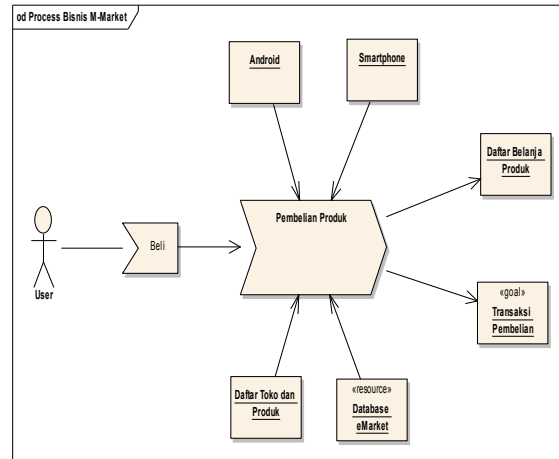 od Process Bisnis M-Market
Android
Smartphone
Daftar Belanja
Produk
Pembelian Produk
Beli
User
«goal»
Transaksi
Pembelian
Daftar Toko dan
Produk
«resource»
Database
eMarket